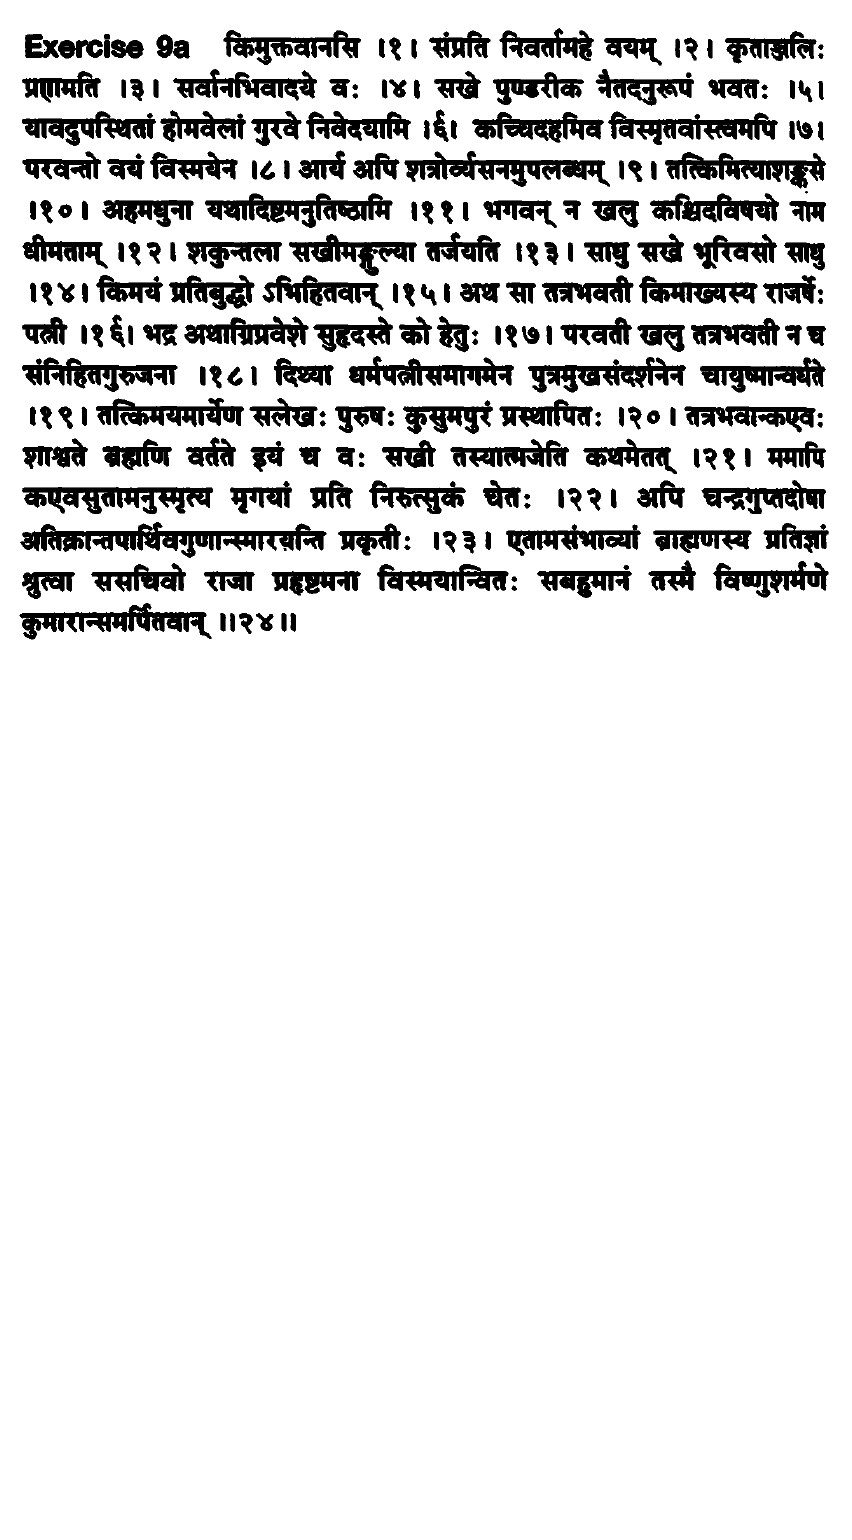 Exercise 9a किमुक्तवानसि ।१। संप्रति निवर्तामहे वयम् ।२। कृताञ्जलिः
प्रणमति ।३। सर्वानभिवादये वः ।४। सखे पुण्डरीक नैतदनुरूपं भवतः ।५।
यावदुपस्थितां होमवेलां गुरवे निवेदयामि ।६। कच्चिदहमिव विस्मृतवांस्त्वमपि ।७।
परवन्तो वयं विस्मयेन ।८। आर्य अपि शत्रोर्व्यसनमुपलब्धम् ।९। तत्किमित्याशङ्कसे
।१०। अहमधुना यथादिष्टमनुतिष्ठामि ।११। भगवन् न खलु कश्चिदविषयो नाम
धीमताम् ।१२। शकुन्तला सखीमङ्गुल्या तर्जयति ।१३। साधु सखे भूरिवसो साधु
।१४। किमयं प्रतिबुद्धो ऽभिहितवान् ।१५। अथ सा तत्रभवती किमाख्यस्य राजर्षेः
पत्नी ।१६। भद्र अथाग्निप्रवेशे सुहृदस्ते को हेतुः ।१७। परवती खलु तत्रभवती न च
संनिहितगुरुजना ।१८। दिष्ट्या धर्मपत्नीसमागमेन पुत्रमुखसंदर्शनेन चायुष्मान्वर्धते
।१९। तत्किमयमार्येण सलेखः पुरुषः कुसुमपुरं प्रस्थापितः ।२०। तत्रभवान्कण्वः
शाश्वते ब्रह्मणि वर्तते इयं च वः सखी तस्यात्मजेति कथमेतत् ।२१। ममापि
कण्वसुतामनुस्मृत्य मृगयां प्रति निरुत्सुकं चेतः ।२२। अपि चन्द्रगुप्तदोषा
अतिक्रान्तपार्थिवगुणान्स्मारयन्ति प्रकृतीः ।२३। एतामसंभाव्यां ब्राह्मणस्य प्रतिज्ञां
श्रुत्वा ससचिवो राजा प्रहृष्टमना विस्मयान्वितः सबहुमानं तस्मै विष्णुशर्मणे
कुमारान्समर्पितवान् ॥२४॥